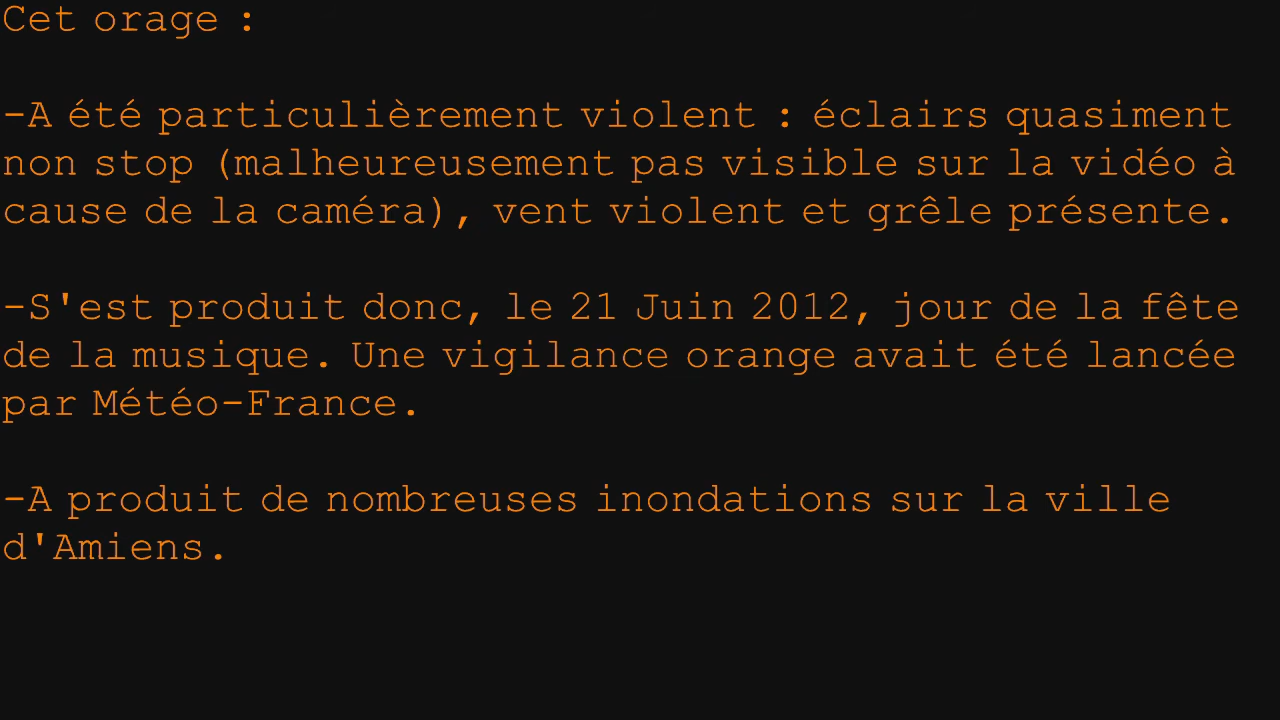 Cet orage :
-A été particulièrement violent : éclairs quasiment
non stop (malheureusement pas visible sur la vidéo à
cause de la caméra), vent violent et grêle présente.
-S'est produit donc, le 21 Juin 2012, jour de la fête
de la musique. Une vigilance orange avait été lancée
par Météo-France.
-A produit de nombreuses inondations sur la ville
d'Amiens.